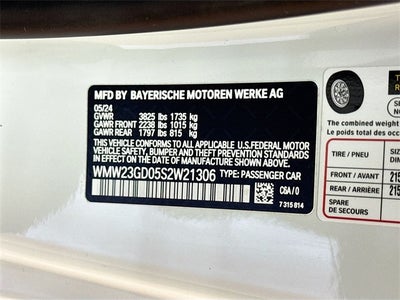 MFD BY BAYERISCHE MOTOREN WERKE AG
05/24
GVWR 3825 lbs 1735 kg
GAWR FRONT 2238 lbs 1015 kg
GAWR REAR 1797 lbs 815 kg
THIS VEHICLE CONFORMS TO ALL APPLICABLE U.S.FEDERAL MOTOR
VEHICLE SAFETY, BUMPER, AND THEFT PREVENTION STANDARDS IN
EFFECT ON THE DATE OF MANUFACTURE SHOWN ABOVE.
WMW23GD05S2W21306 TYPE: PASSENGER CAR
C6A/0
7 315 814
The combined weight
Le poids total des
TIRE / PNEU
FRONT / AVANT 215
REAR / ARRIÈRE 215
SPARE
DE SECOURS